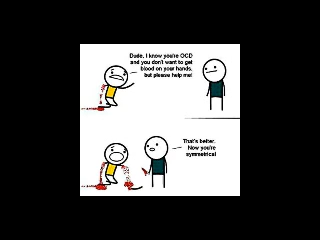 Dude, I know you're OCD
and you don't want to get
blood on your hands,
but please help me!
That's better.
Now you're
symmetrical